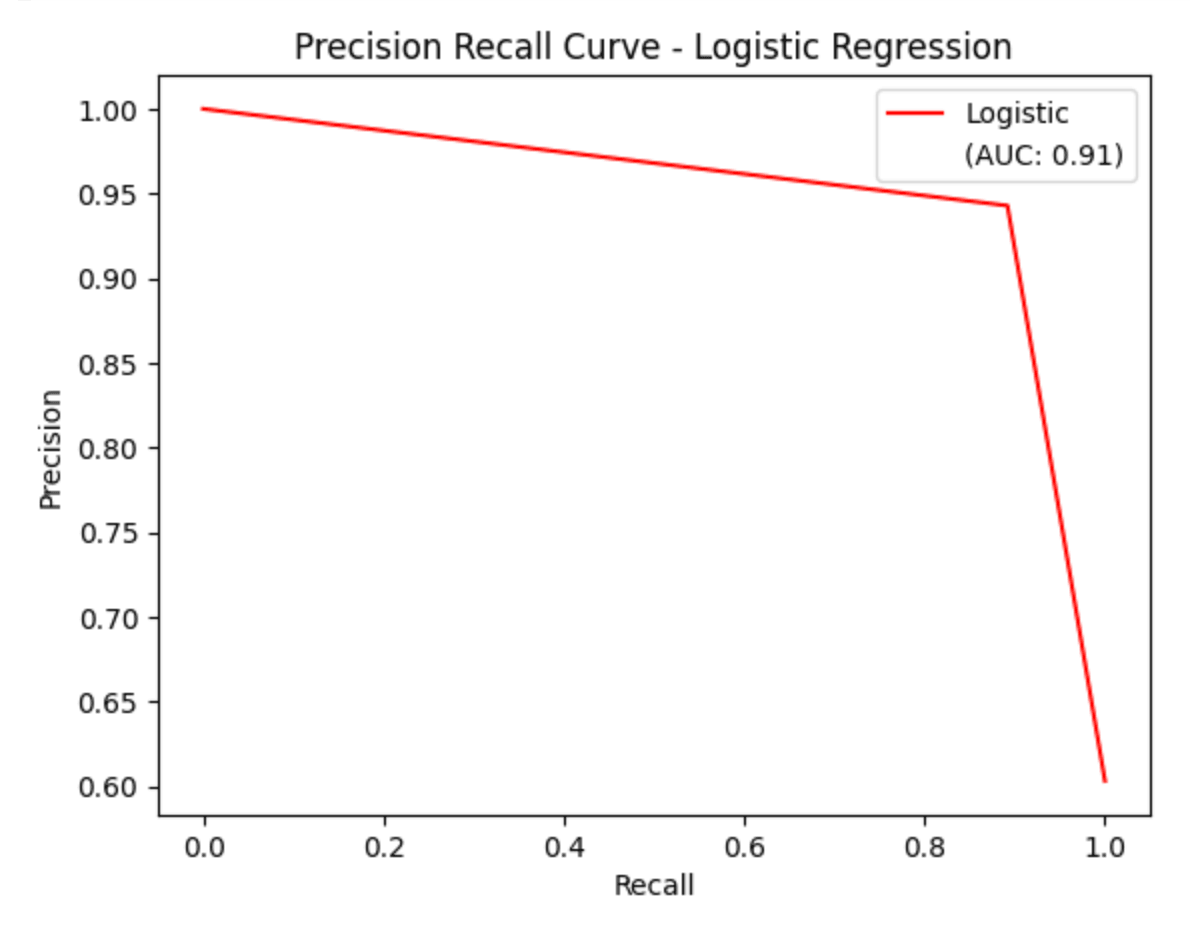 Precision Recall Curve - Logistic Regression
Logistic
(AUC: 0.91)
1.00
0.95
0.90
0.85
0.80
0.75
0.70
0.65
0.60
Precision
0.0 0.2 0.4 0.6 0.8 1.0
Recall